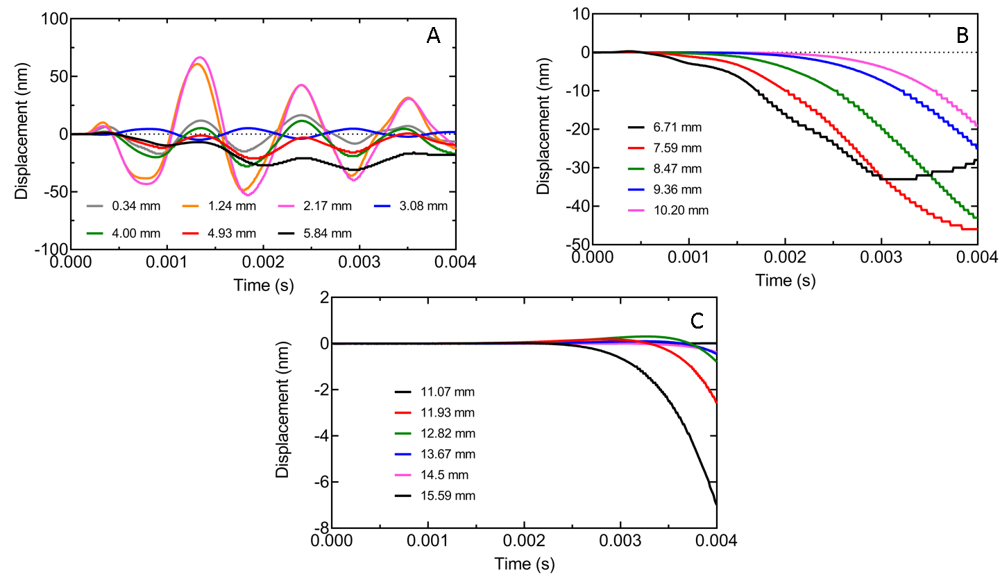 A
100
50
0
-50
-100
Displacement (nm)
0.34 mm 1.24 mm 2.17 mm 3.08 mm
4.00 mm 4.93 mm 5.84 mm
0.000 0.001 0.002 0.003 0.004
Time (s)
B
10
0
-10
-20
-30
-40
-50
Displacement (nm)
6.71 mm
7.59 mm
8.47 mm
9.36 mm
10.20 mm
0.000 0.001 0.002 0.003 0.004
Time (s)
C
2
0
-2
-4
-6
-8
Displacement (nm)
11.07 mm
11.93 mm
12.82 mm
13.67 mm
14.5 mm
15.59 mm
0.000 0.001 0.002 0.003 0.004
Time (s)